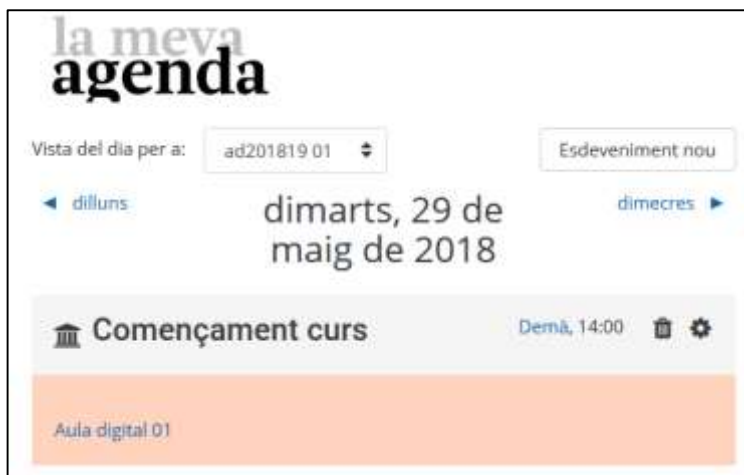 la meva
agenda
Vista del dia per a: ad201819 01 Esdeveniment nou
◄ dilluns dimarts, 29 de maig de 2018 dimecres ►
Començament curs Demà, 14:00
Aula digital 01